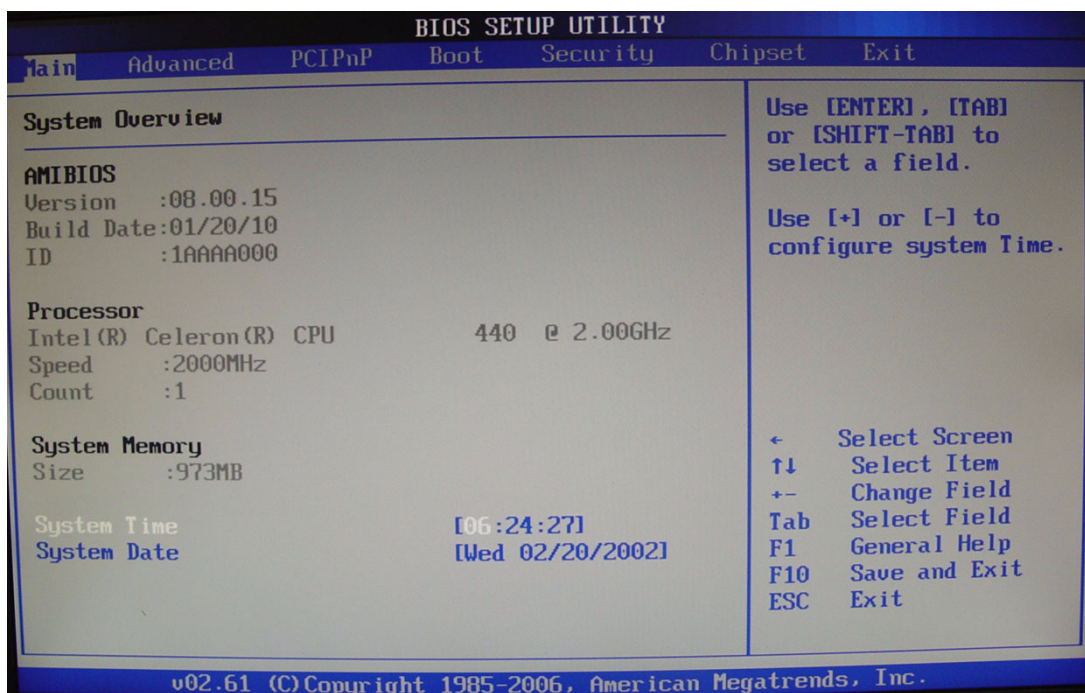 BIOS SETUP UTILITY
Main Advanced PCIPnP Boot Security Chipset Exit
System Overview
AMIBIOS
Version :08.00.15
Build Date:01/20/10
ID :1AAAA000
Processor
Intel(R) Celeron(R) CPU 440 @ 2.00GHz
Speed :2000MHz
Count :1
System Memory
Size :973MB
System Time [06:24:27]
System Date [Wed 02/20/2002]
Use [ENTER], [TAB]
or [SHIFT-TAB] to
select a field.
Use [+] or [-] to
configure system Time.
← Select Screen
↑↓ Select Item
+- Change Field
Tab Select Field
F1 General Help
F10 Save and Exit
ESC Exit
v02.61 (C)Copyright 1985-2006, American Megatrends, Inc.